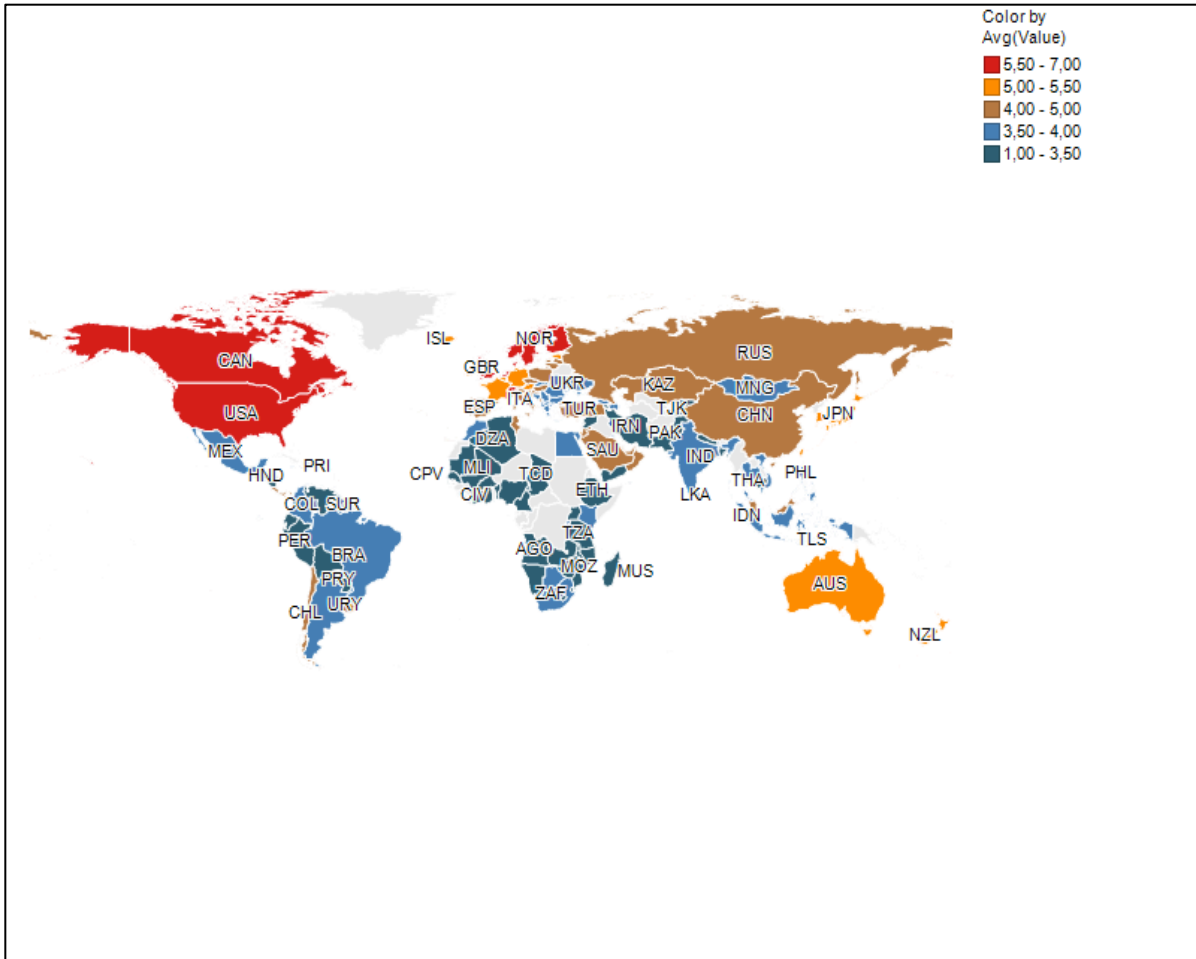 Color by
Avg(Value)
5,50 - 7,00
5,00 - 5,50
4,00 - 5,00
3,50 - 4,00
1,00 - 3,50
ISL
NOR
CAN
RUS
GBR
UKR
KAZ
MNG
ITA
USA
ESP
TUR
TJK
CHN
JPN
DZA
IRN
PAK
MEX
SAU
IND
HND
PRI
CPV
MLI
TCD
THA
PHL
CIV
ETH
LKA
COL
SUR
IDN
PER
TZA
TLS
BRA
AGO
MOZ
MUS
PRY
AUS
CHL
URY
ZAF
NZL